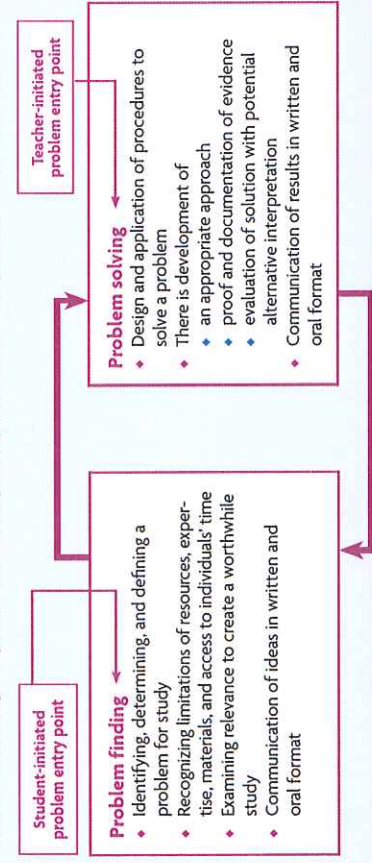 Student-initiated
problem entry point
Problem finding
Identifying, determining, and defining a
problem for study
Recognizing limitations of resources, exper-
tise, materials, and access to individuals' time
Examining relevance to create a worthwhile
study
Communication of ideas in written and
oral format
Teacher-initiated
problem entry point
Problem solving
Design and application of procedures to
solve a problem
There is development of
an appropriate approach
proof and documentation of evidence
evaluation of solution with potential
alternative interpretation
Communication of results in written and
oral format